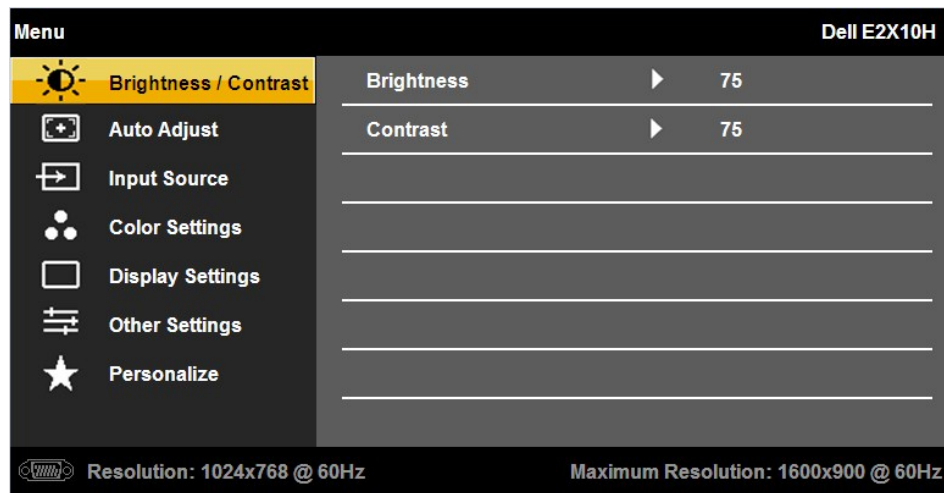 Menu Dell E2X10H
Brightness / Contrast Brightness 75
Auto Adjust Contrast 75
Input Source
Color Settings
Display Settings
Other Settings
Personalize
Resolution: 1024x768 @ 60Hz Maximum Resolution: 1600x900 @ 60Hz